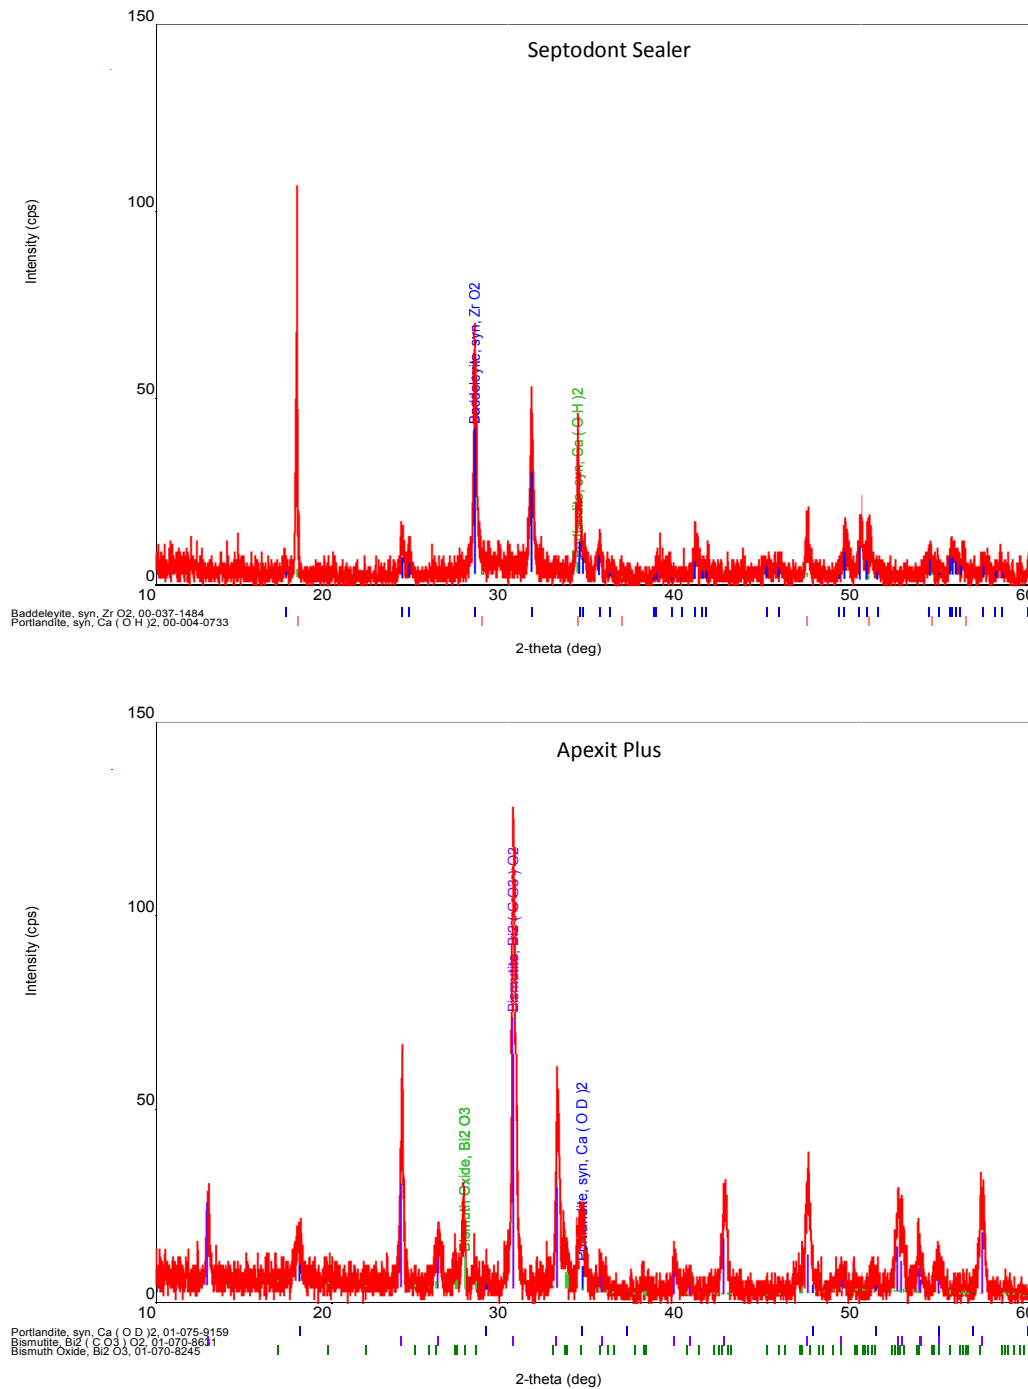 150
Septodont Sealer
Baddeleyite, syn, Zr O2
Portlandite, syn, Ca ( O H )2
Intensity (cps)
100
50
0
10 20 30 40 50 60
Baddeleyite, syn, Zr O2, 00-037-1484
Portlandite, syn, Ca ( O H )2, 00-004-0733
2-theta (deg)
150
Apexit Plus
Bismutite, Bi2 ( C O3 ) O2
Bismuth Oxide, Bi2 O3
Portlandite, syn, Ca ( O D )2
Intensity (cps)
100
50
0
10 20 30 40 50 60
Portlandite, syn, Ca ( O D )2, 01-075-9159
Bismutite, Bi2 ( C O3 ) O2, 01-070-8631
Bismuth Oxide, Bi2 O3, 01-070-8245
2-theta (deg)